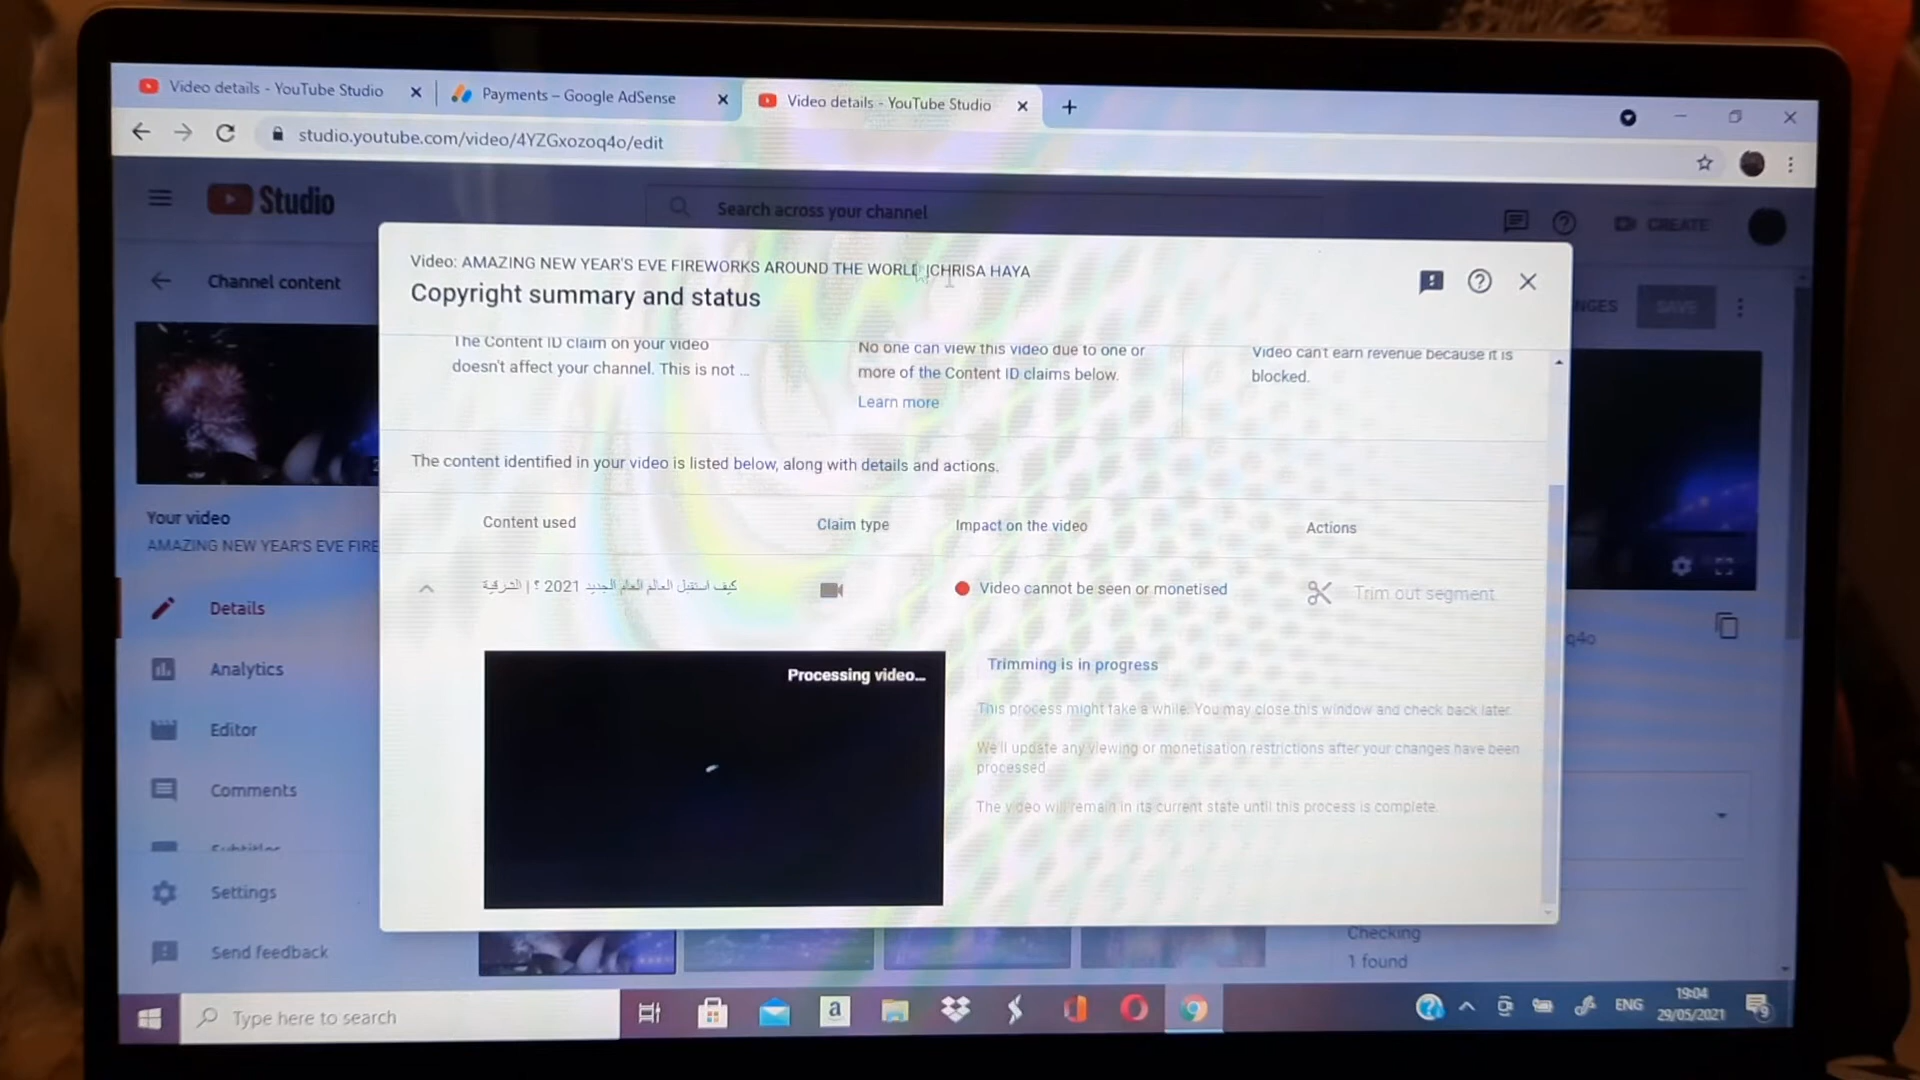 Video details - YouTube Studio
Payments – Google AdSense
Video details - YouTube Studio
studio.youtube.com/video/4YZGxozoq4o/edit
Studio
Search across your channel
CREATE
Channel content
NGES
SAVE
Video: AMAZING NEW YEAR'S EVE FIREWORKS AROUND THE WORLD |CHRISA HAYA
Copyright summary and status
The Content ID claim on your video
doesn't affect your channel. This is not ...
No one can view this video due to one or
more of the Content ID claims below.
Learn more
Video can't earn revenue because it is
blocked.
The content identified in your video is listed below, along with details and actions.
Content used
Claim type
Impact on the video
Actions
كيف استقبل العالم العام الجديد 2021 ؟ | الشرقية
Video cannot be seen or monetised
Trim out segment
Processing video...
Trimming is in progress
This process might take a while. You may close this window and check back later.
We'll update any viewing or monetisation restrictions after your changes have been
processed
The video will remain in its current state until this process is complete.
Your video
AMAZING NEW YEAR'S EVE FIRE
Details
Analytics
Editor
Comments
Subtitles
Settings
Send feedback
q4o
Checking
1 found
Type here to search
a
ENG
19:04
29/05/2021